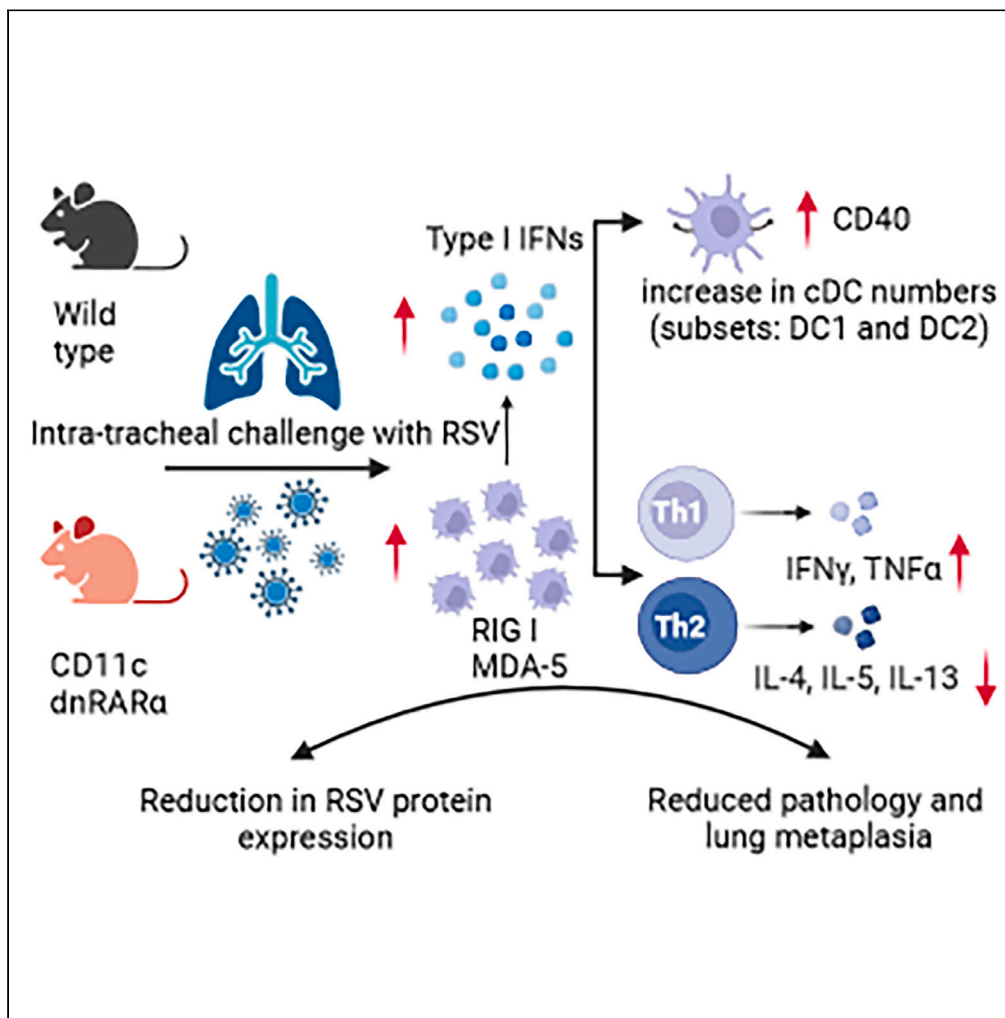 Wild
type
Intra-tracheal challenge with RSV
CD11c
dnRARα
Type I IFNs
RIG I
MDA-5
CD40
increase in cDC numbers
(subsets: DC1 and DC2)
Th1
IFNγ, TNFα
Th2
IL-4, IL-5, IL-13
Reduction in RSV protein
expression
Reduced pathology and
lung metaplasia